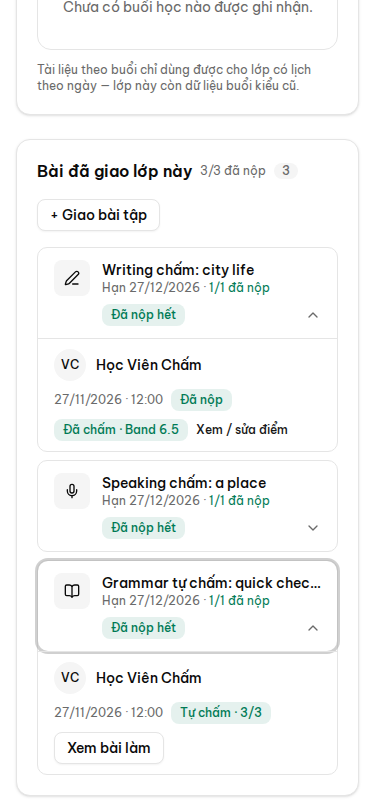 Chưa có buổi học nào được ghi nhận.
Tài liệu theo buổi chỉ dùng được cho lớp có lịch
theo ngày — lớp này còn dữ liệu buổi kiểu cũ.
Bài đã giao lớp này 3/3 đã nộp 3
+ Giao bài tập
Writing chấm: city life
Hạn 27/12/2026 · 1/1 đã nộp
Đã nộp hết
VC Học Viên Chấm
27/11/2026 · 12:00 Đã nộp
Đã chấm · Band 6.5 Xem / sửa điểm
Speaking chấm: a place
Hạn 27/12/2026 · 1/1 đã nộp
Đã nộp hết
Grammar tự chấm: quick chec...
Hạn 27/12/2026 · 1/1 đã nộp
Đã nộp hết
VC Học Viên Chấm
27/11/2026 · 12:00 Tự chấm · 3/3
Xem bài làm